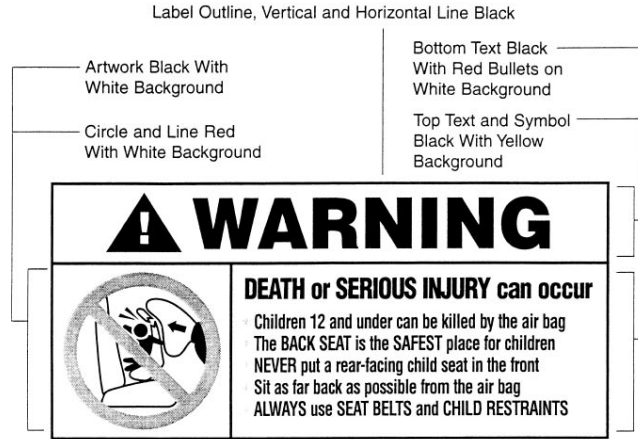 Label Outline, Vertical and Horizontal Line Black
Artwork Black With
White Background
Circle and Line Red
With White Background
Bottom Text Black
With Red Bullets on
White Background
Top Text and Symbol
Black With Yellow
Background
! WARNING
DEATH or SERIOUS INJURY can occur
Children 12 and under can be killed by the air bag
The BACK SEAT is the SAFEST place for children
NEVER put a rear-facing child seat in the front
Sit as far back as possible from the air bag
ALWAYS use SEAT BELTS and CHILD RESTRAINTS